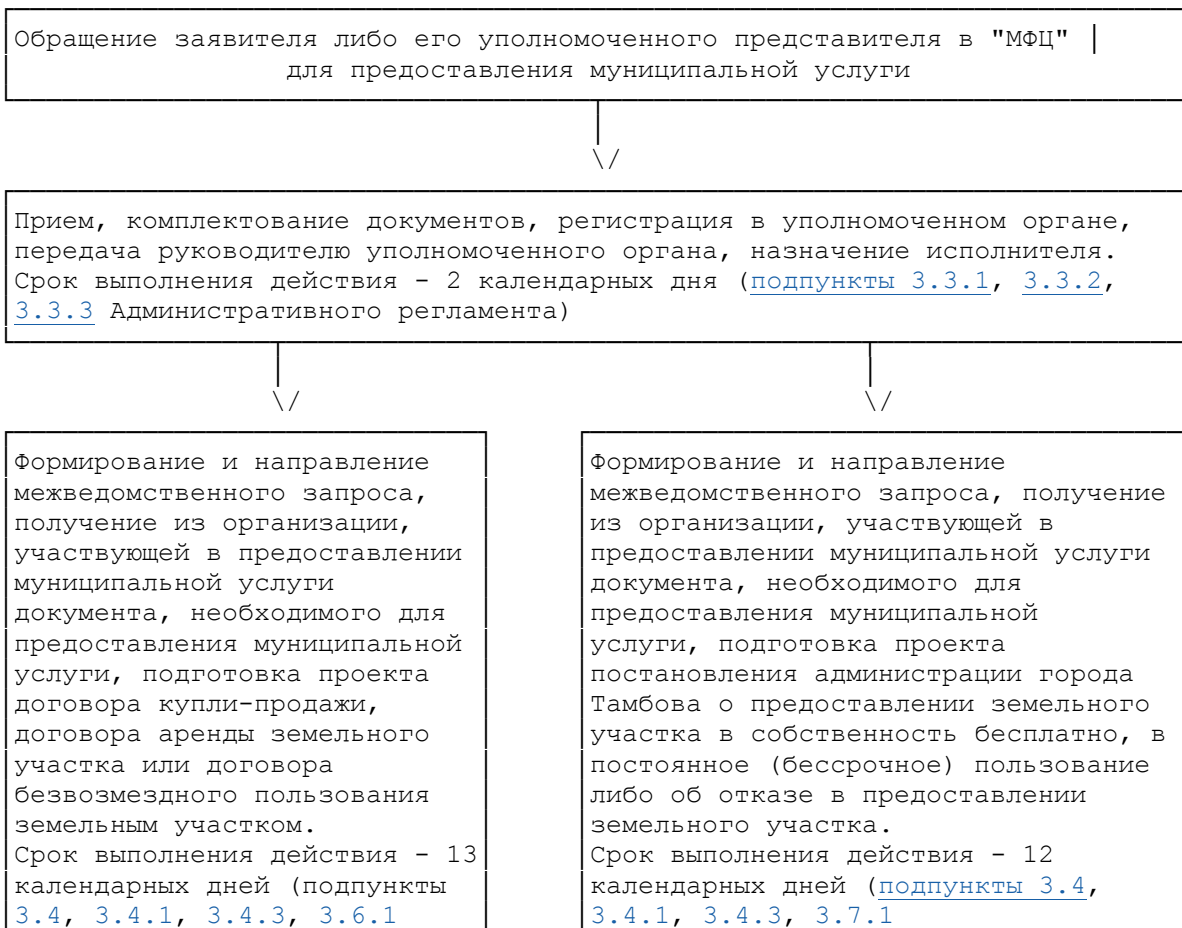 Обращение заявителя либо его уполномоченного представителя в "МФЦ"
для предоставления муниципальной услуги
Прием, комплектование документов, регистрация в уполномоченном органе,
передача руководителю уполномоченного органа, назначение исполнителя.
Срок выполнения действия - 2 календарных дня (подпункты 3.3.1, 3.3.2,
3.3.3 Административного регламента)
Формирование и направление
межведомственного запроса,
получение из организации,
участвующей в предоставлении
муниципальной услуги
документа, необходимого для
предоставления муниципальной
услуги, подготовка проекта
договора купли-продажи,
договора аренды земельного
участка или договора
безвозмездного пользования
земельным участком.
Срок выполнения действия - 13
календарных дней (подпункты
3.4, 3.4.1, 3.4.3, 3.6.1
Формирование и направление
межведомственного запроса, получение
из организации, участвующей в
предоставлении муниципальной услуги
документа, необходимого для
предоставления муниципальной
услуги, подготовка проекта
постановления администрации города
Тамбова о предоставлении земельного
участка в собственность бесплатно, в
постоянное (бессрочное) пользование
либо об отказе в предоставлении
земельного участка.
Срок выполнения действия - 12
календарных дней (подпункты 3.4,
3.4.1, 3.4.3, 3.7.1